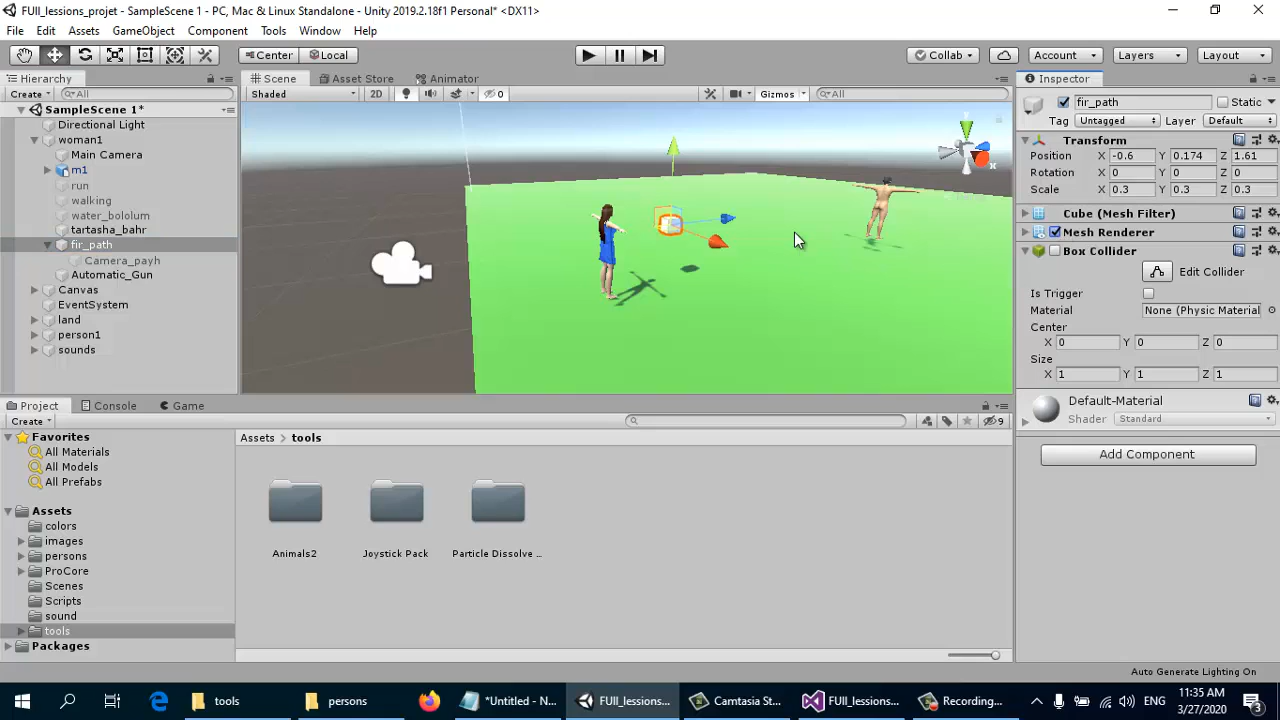 FUll_lessions_projet - SampleScene 1 - PC, Mac & Linux Standalone - Unity 2019.2.18f1 Personal* <DX11>
File Edit Assets GameObject Component Tools Window Help
Center Local Collab Account Layers Layout
Hierarchy Scene Asset Store Animator Inspector
Create All Shaded 2D 0 Gizmos All fir_path Static
SampleScene 1* Tag Untagged Layer Default
Directional Light
woman1 Transform
Main Camera Position X -0.6 Y 0.174 Z 1.61
m1 Rotation X 0 Y 0 Z 0
run Scale X 0.3 Y 0.3 Z 0.3
walking
water_bololum Cube (Mesh Filter)
tartasha_bahr Mesh Renderer
fir_path Box Collider
Camera_payh Edit Collider
Automatic_Gun
Canvas Is Trigger
EventSystem Material None (Physic Material
land Center
person1 X 0 Y 0 Z 0
sounds Size
X 1 Y 1 Z 1
Project Console Game Default-Material
Create 9 Shader Standard
Favorites Assets tools
All Materials Add Component
All Models
All Prefabs
Assets
colors
images
persons Animals2 Joystick Pack Particle Dissolve ...
ProCore
Scenes
Scripts
sound
tools
Packages
Auto Generate Lighting On
tools persons *Untitled - N... FUll_lessions... Camtasia St... FUll_lessions... Recording... ENG 11:35 AM
3/27/2020